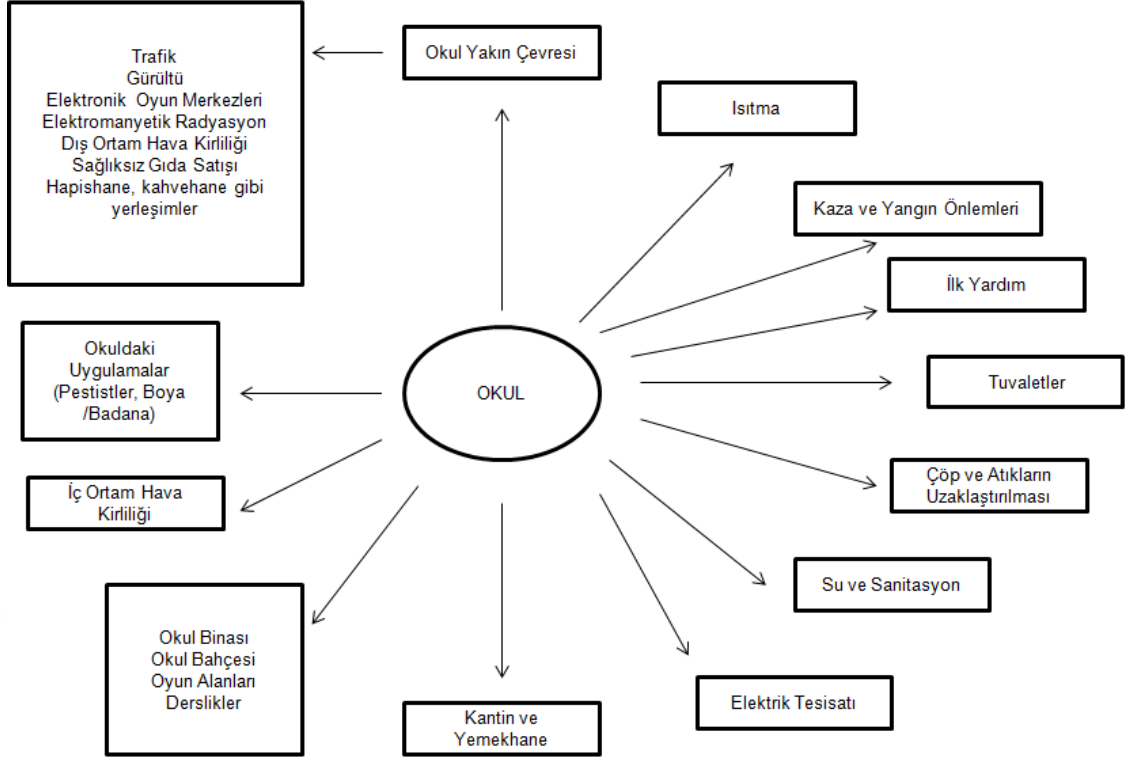 Trafik
Gürültü
Elektronik Oyun Merkezleri
Elektromanyetik Radyasyon
Dış Ortam Hava Kirliliği
Sağlıksız Gıda Satışı
Hapishane, kahvehane gibi
yerleşimler
Okul Yakın Çevresi
Isıtma
Kaza ve Yangın Önlemleri
İlk Yardım
Okuldaki
Uygulamalar
(Pestistler, Boya
/Badana)
OKUL
Tuvaletler
İç Ortam Hava
Kirliliği
Çöp ve Atıkların
Uzaklaştırılması
Su ve Sanitasyon
Okul Binası
Okul Bahçesi
Oyun Alanları
Derslikler
Kantin ve
Yemekhane
Elektrik Tesisatı